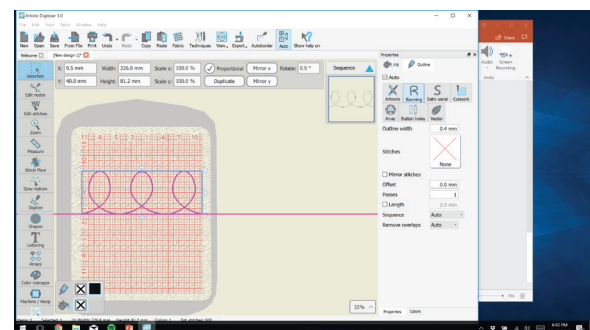 Artistic Digitizer 1.0
File Edit View Tools Window Help
Share
New Open Save From File Print Undo Redo Copy Paste Fabric Techniques View Export Autoborder Auto Show help on
Audio Screen Recording
Media
Welcome [New design 1]*
Properties
Selection
X: 0.5 mm Width: 226.6 mm Scale x: 100.0 % Proportional Mirror x Rotate: 0.0 °
Y: 40.0 mm Height: 81.2 mm Scale y: 100.0 % Duplicate Mirror y
Sequence
Fill Outline
Auto
Edit nodes
Edit stitches
Zoom
Measure
Stitch flow
Slow redraw
Digitize
Shapes
Lettering
Arrays
Color manager
Artwork Running Satin serial Cutwork
Array Button holes Vector
Outline width 0.4 mm
Stitches
None
Mirror stitches
Offset 0.0 mm
Passes 1
Length 2.5 mm
Sequence Auto
Remove overlaps Auto
32%
Properties Colors
6:42 PM